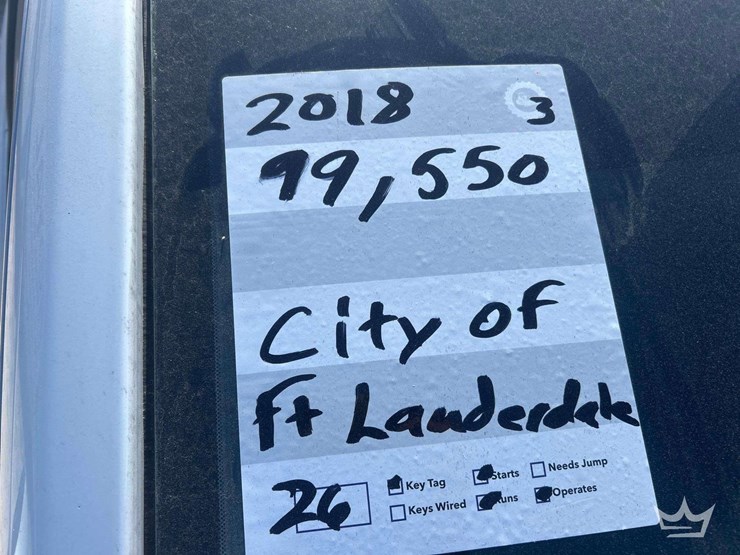 2018 3
99,550
City of
Ft Lauderdale
26 Key Tag Starts Needs Jump
Keys Wired Runs Operates